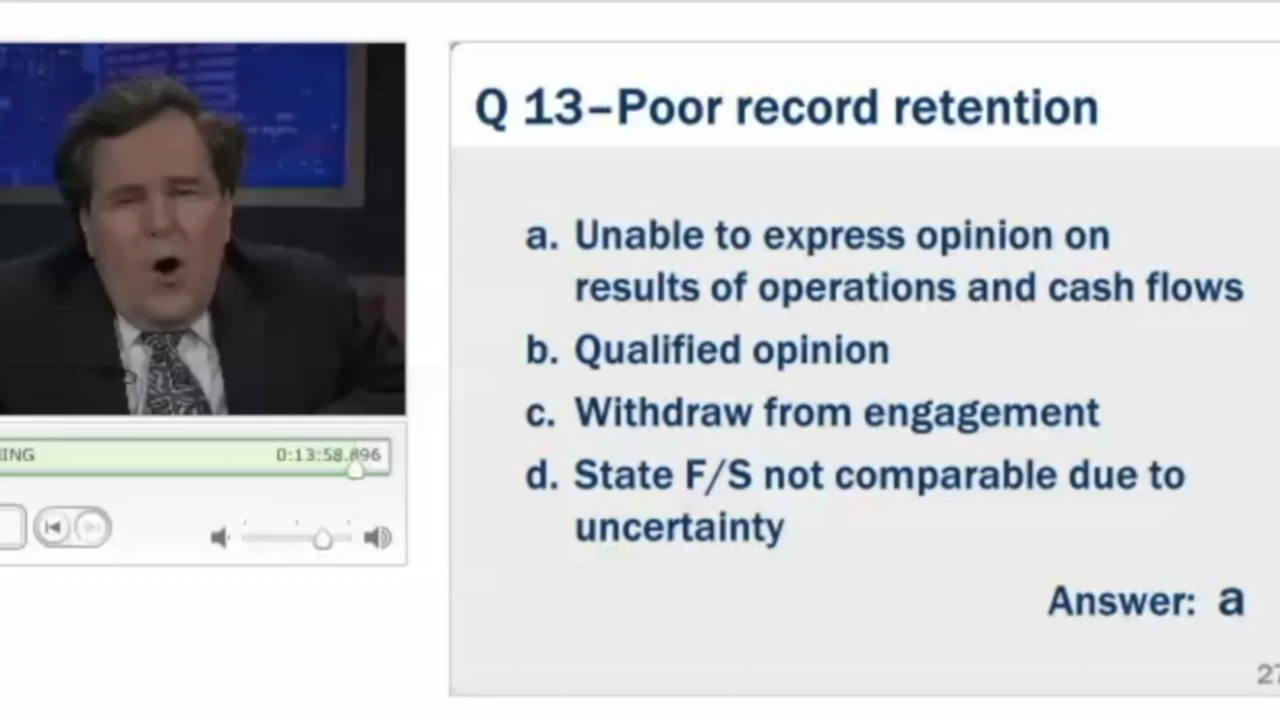 Q 13–Poor record retention
a. Unable to express opinion on
results of operations and cash flows
b. Qualified opinion
c. Withdraw from engagement
d. State F/S not comparable due to
uncertainty
Answer: a
27
ING
0:13:58.896